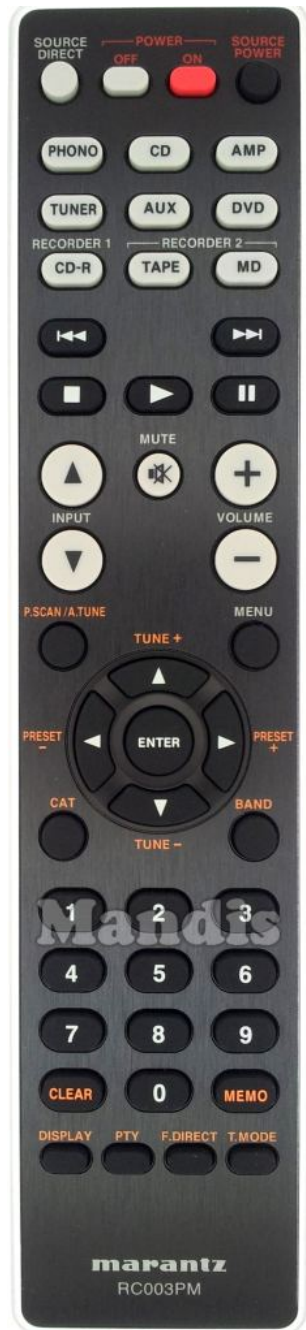 SOURCE DIRECT POWER SOURCE POWER
OFF ON
PHONO CD AMP
TUNER AUX DVD
RECORDER 1 RECORDER 2
CD-R TAPE MD
MUTE
INPUT VOLUME
P.SCAN/A.TUNE MENU
TUNE +
PRESET - ENTER PRESET +
CAT BAND
TUNE -
1 2 3
Mandis
4 5 6
7 8 9
CLEAR 0 MEMO
DISPLAY PTY F.DIRECT T.MODE
marantz
RC003PM